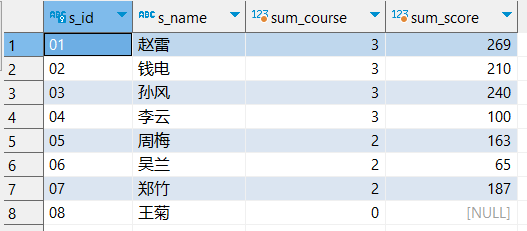 s_id s_name sum_course sum_score
1 01 赵雷 3 269
2 02 钱电 3 210
3 03 孙风 3 240
4 04 李云 3 100
5 05 周梅 2 163
6 06 吴兰 2 65
7 07 郑竹 2 187
8 08 王菊 0 [NULL]